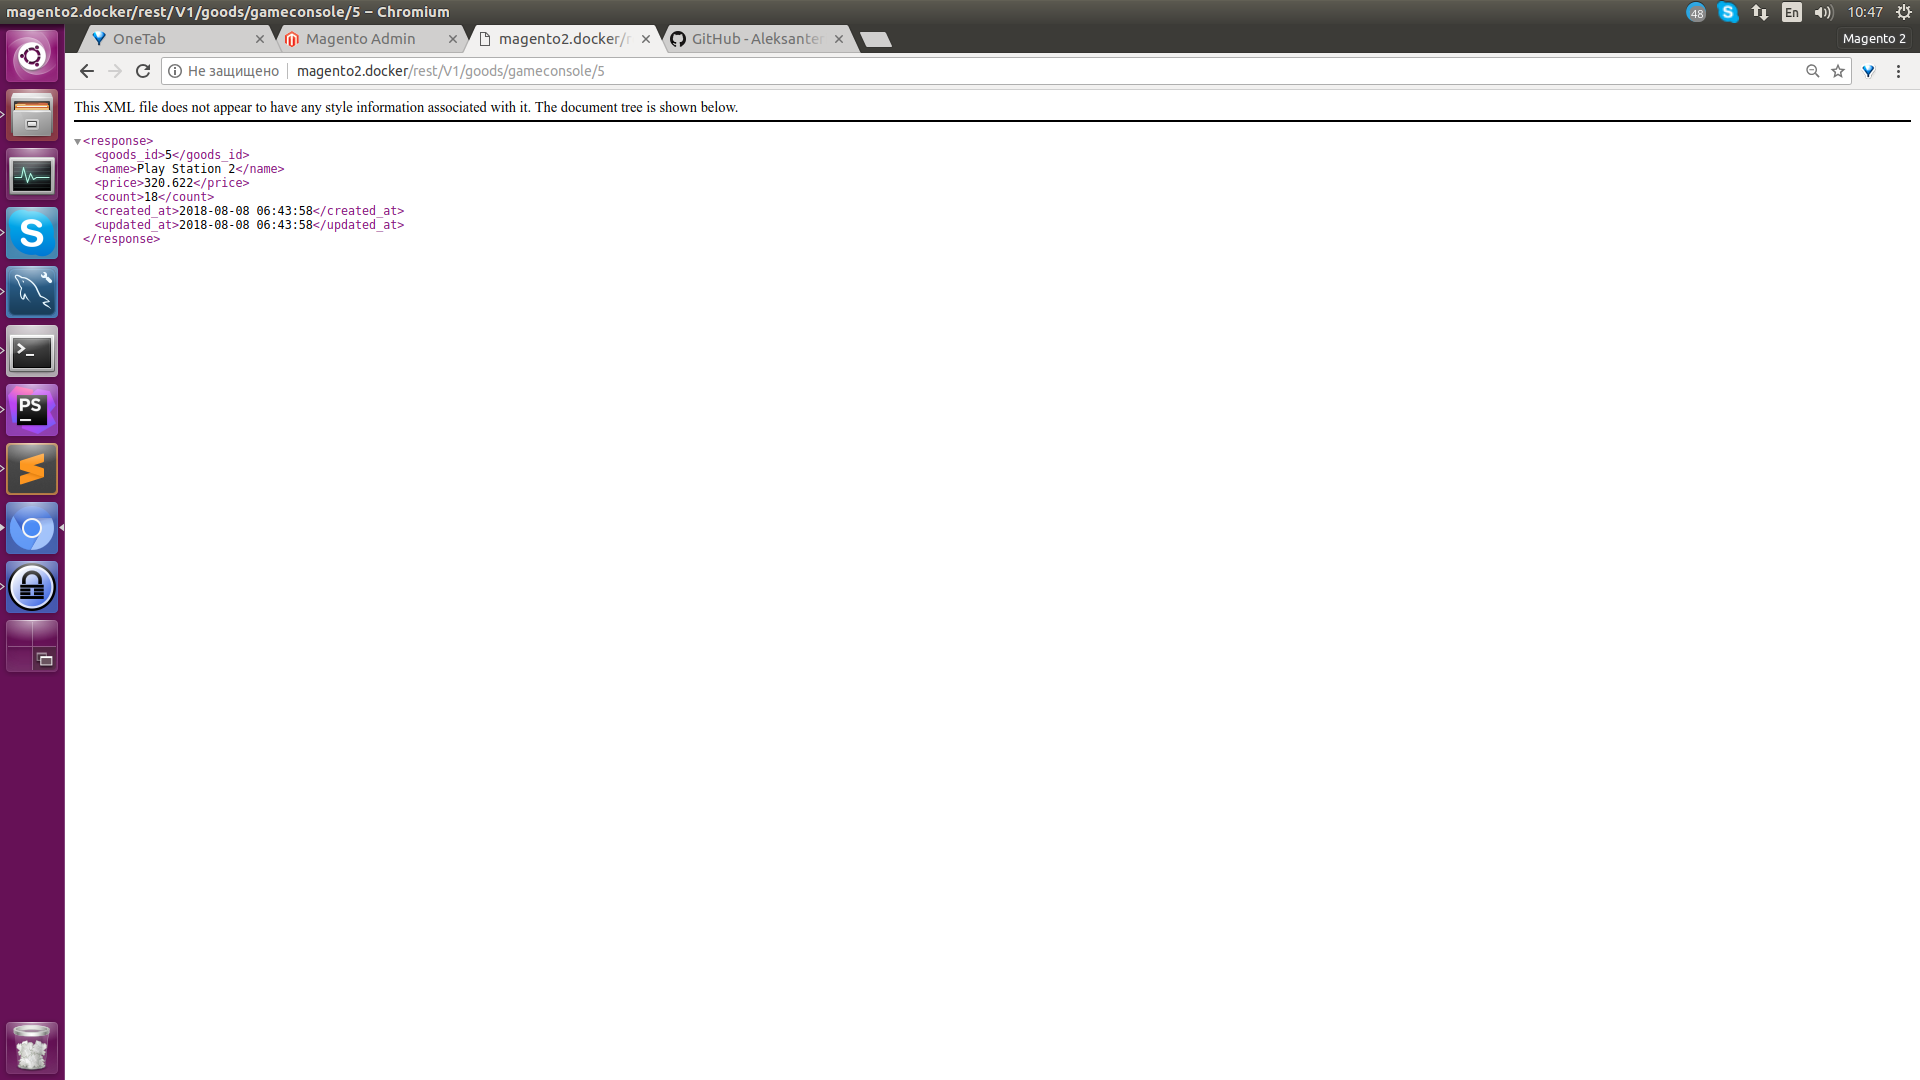 magento2.docker/rest/V1/goods/gameconsole/5 – Chromium
48
S
En
10:47
OneTab
Magento Admin
magento2.docker/r
GitHub - Aleksanter
Magento 2
Не защищено
magento2.docker/rest/V1/goods/gameconsole/5
This XML file does not appear to have any style information associated with it. The document tree is shown below.
<response>
<goods_id>5</goods_id>
<name>Play Station 2</name>
<price>320.622</price>
<count>18</count>
<created_at>2018-08-08 06:43:58</created_at>
<updated_at>2018-08-08 06:43:58</updated_at>
</response>
S
>_
PS